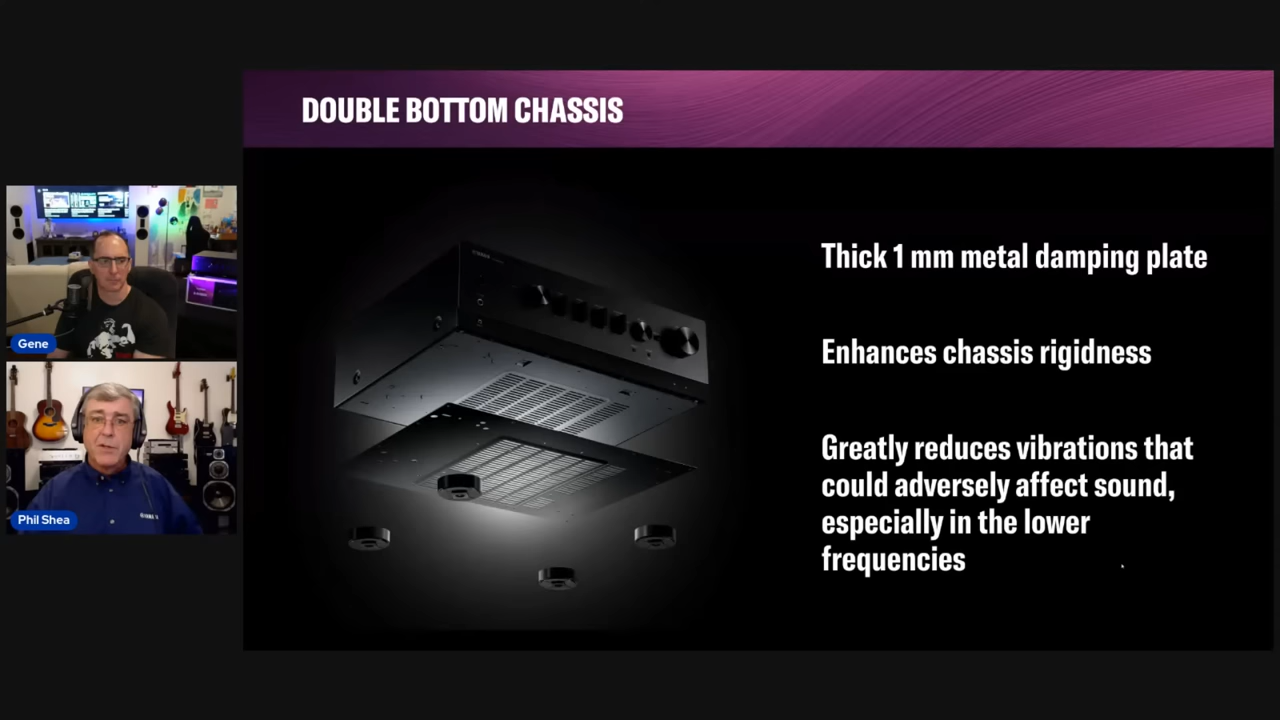 DOUBLE BOTTOM CHASSIS
Thick 1 mm metal damping plate
Enhances chassis rigidness
Greatly reduces vibrations that
could adversely affect sound,
especially in the lower
frequencies
Gene
Phil Shea